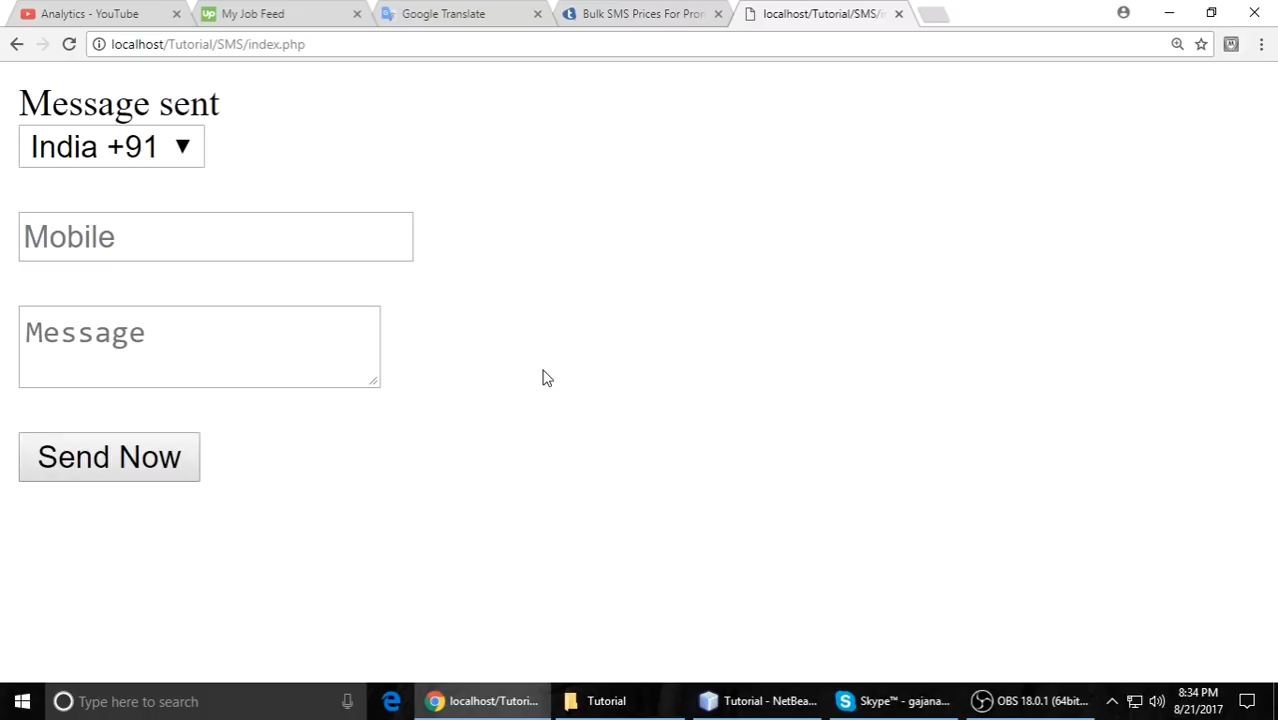 Analytics - YouTube
My Job Feed
Google Translate
Bulk SMS Prices For Pron
localhost/Tutorial/SMS/i
localhost/Tutorial/SMS/index.php
Message sent
India +91
Mobile
Message
Send Now
Type here to search
localhost/Tutori...
Tutorial
Tutorial - NetBea...
Skype™ - gajana...
OBS 18.0.1 (64bit...
8:34 PM
8/21/2017